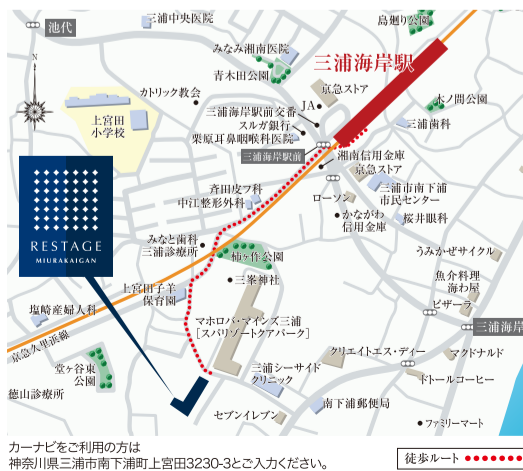 池代
三浦中央医院
島廻り公園
みなみ湘南医院
青木田公園
三浦海岸駅
カトリック教会
京急ストア
JA
木ノ間公園
上宮田
小学校
三浦海岸駅前交番
スルガ銀行
栗原耳鼻咽喉科医院
三浦歯科
三浦海岸駅前
湘南信用金庫
京急ストア
斉田皮フ科
中江整形外科
ローソン
三浦市南下浦
市民センター
かながわ
信用金庫
桜井眼科
RESTAGE
MIURAKAIGAN
みなと歯科
三浦診療所
柿ヶ作公園
うみかぜサイクル
三峯神社
魚介料理
海わ屋
上宮田子羊
保育園
ピザーラ
塩崎産婦人科
マホロバ・マインズ三浦
[スパリゾートケアパーク]
三浦海岸
京急久里浜線
堂ヶ谷東
公園
徳山診療所
三浦シーサイド
クリニック
クリエイトエス・ディー
マクドナルド
ドトールコーヒー
セブンイレブン
南下浦郵便局
ファミリーマート
カーナビをご利用の方は
神奈川県三浦市南下浦町上宮田3230-3とご入力ください。
徒歩ルート